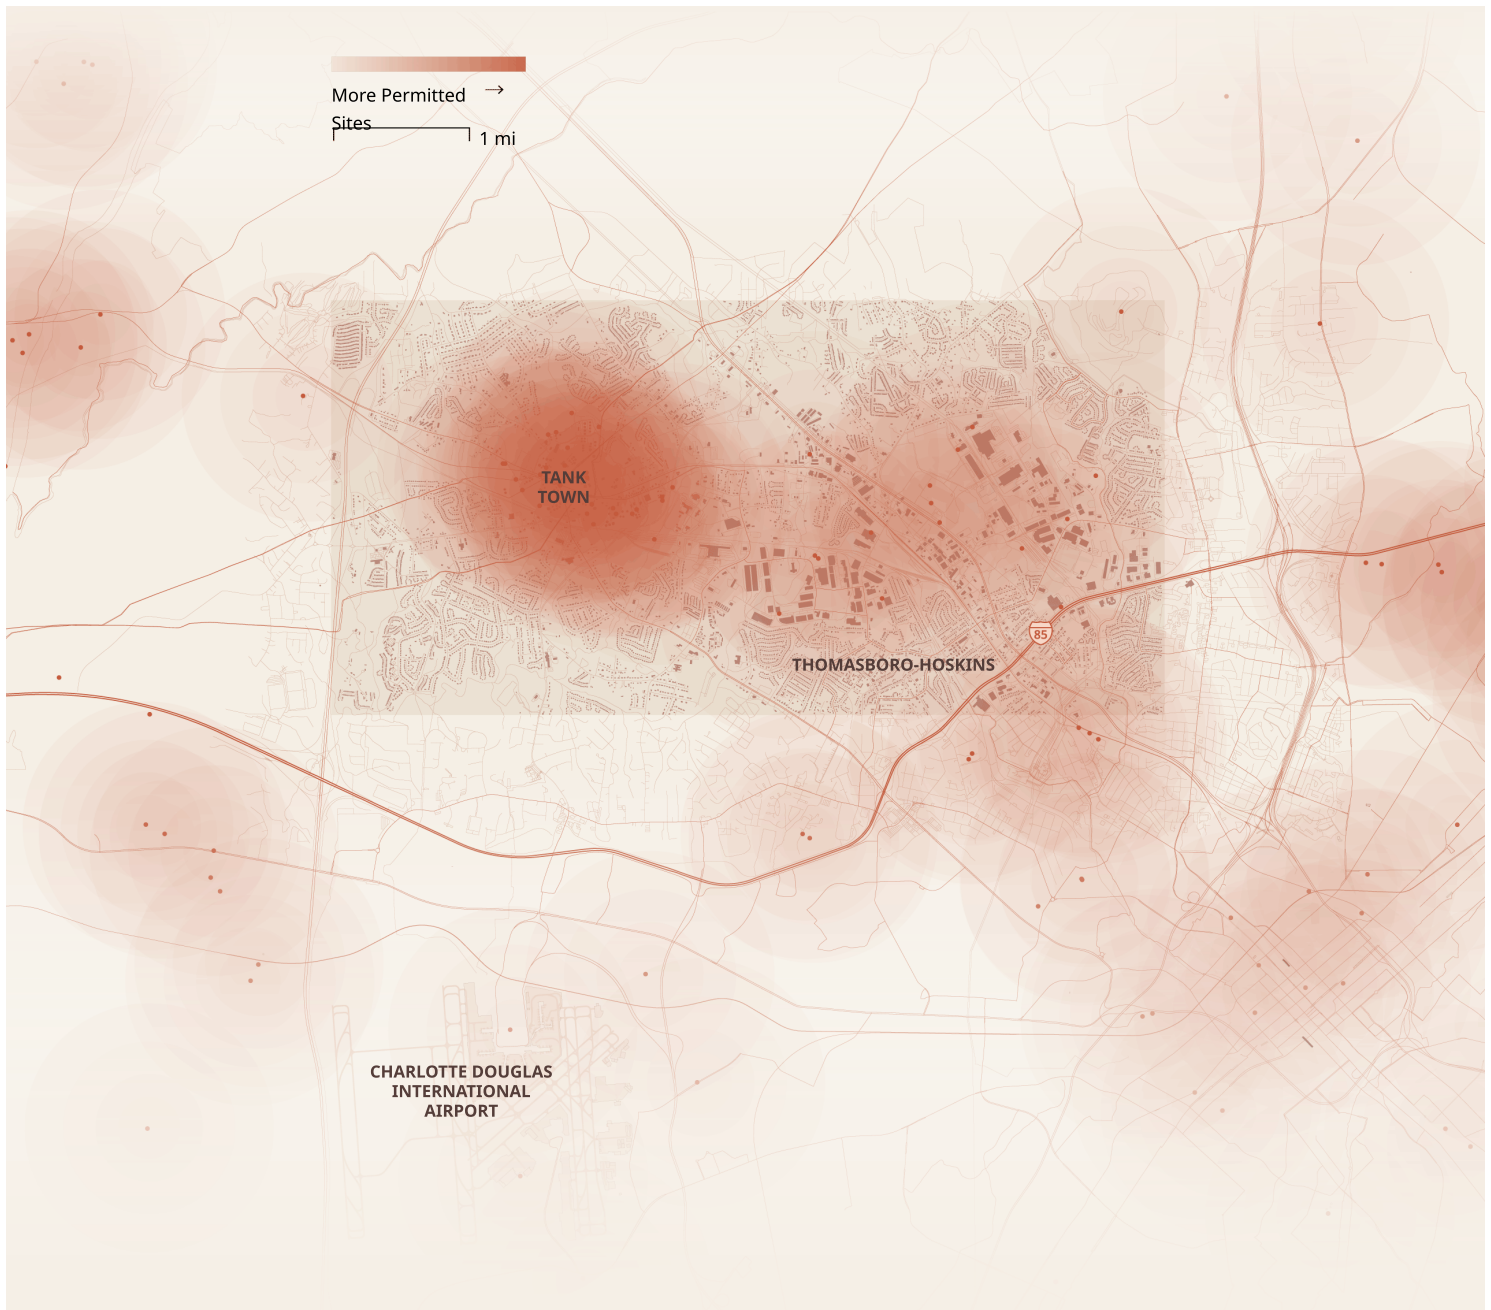 More Permitted
Sites
1 mi
TANK
TOWN
85
THOMASBORO-HOSKINS
CHARLOTTE DOUGLAS
INTERNATIONAL
AIRPORT